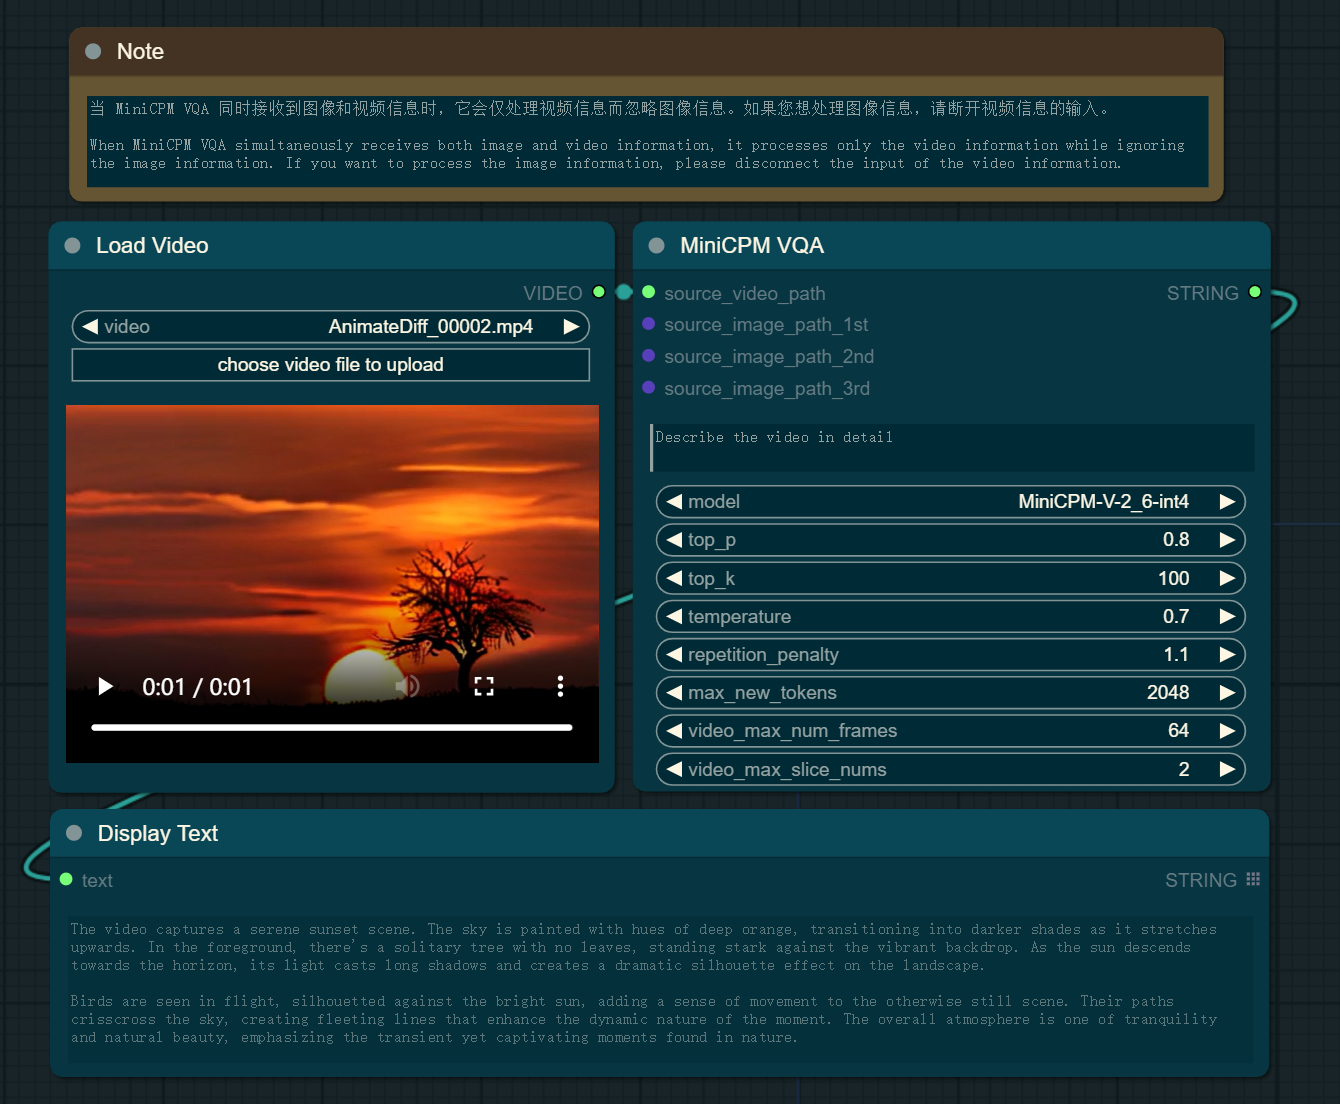 Note
当 MiniCPM VQA 同时接收到图像和视频信息时，它会仅处理视频信息而忽略图像信息。如果您想处理图像信息，请断开视频信息的输入。
When MiniCPM VQA simultaneously receives both image and video information, it processes only the video information while ignoring
the image information. If you want to process the image information, please disconnect the input of the video information.
Load Video
VIDEO
video AnimateDiff_00002.mp4
choose video file to upload
0:01 / 0:01
MiniCPM VQA
source_video_path STRING
source_image_path_1st
source_image_path_2nd
source_image_path_3rd
Describe the video in detail
model MiniCPM-V-2_6-int4
top_p 0.8
top_k 100
temperature 0.7
repetition_penalty 1.1
max_new_tokens 2048
video_max_num_frames 64
video_max_slice_nums 2
Display Text
text STRING
The video captures a serene sunset scene. The sky is painted with hues of deep orange, transitioning into darker shades as it stretches
upwards. In the foreground, there's a solitary tree with no leaves, standing stark against the vibrant backdrop. As the sun descends
towards the horizon, its light casts long shadows and creates a dramatic silhouette effect on the landscape.
Birds are seen in flight, silhouetted against the bright sun, adding a sense of movement to the otherwise still scene. Their paths
crisscross the sky, creating fleeting lines that enhance the dynamic nature of the moment. The overall atmosphere is one of tranquility
and natural beauty, emphasizing the transient yet captivating moments found in nature.